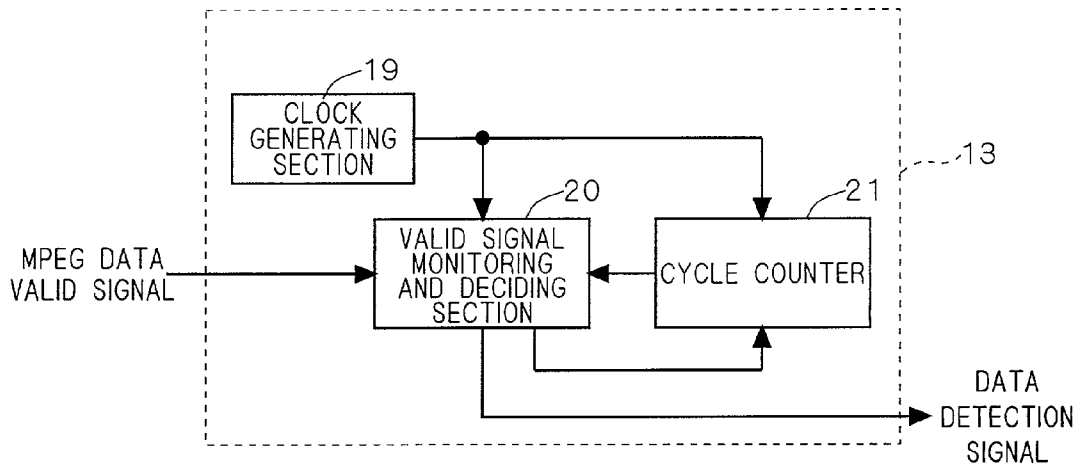 19
CLOCK
GENERATING
SECTION
13
20
21
VALID SIGNAL
MONITORING
AND DECIDING
SECTION
CYCLE COUNTER
MPEG DATA
VALID SIGNAL
DATA
DETECTION
SIGNAL